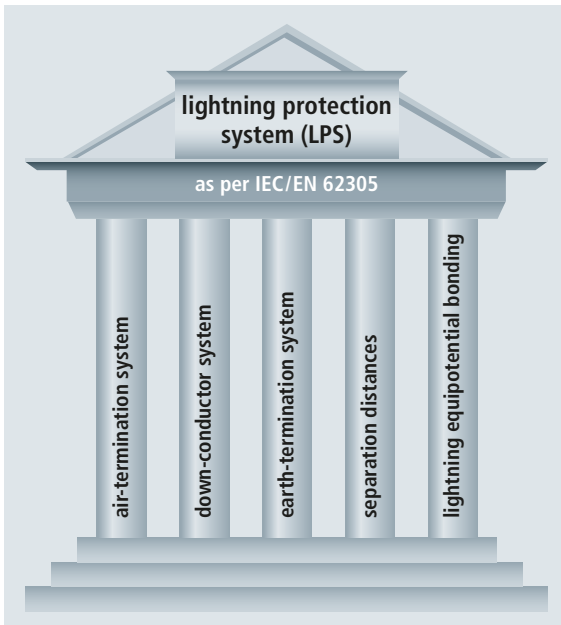 lightning protection
system (LPS)
as per IEC/EN 62305
air-termination system
down-conductor system
earth-termination system
separation distances
lightning equipotential bonding